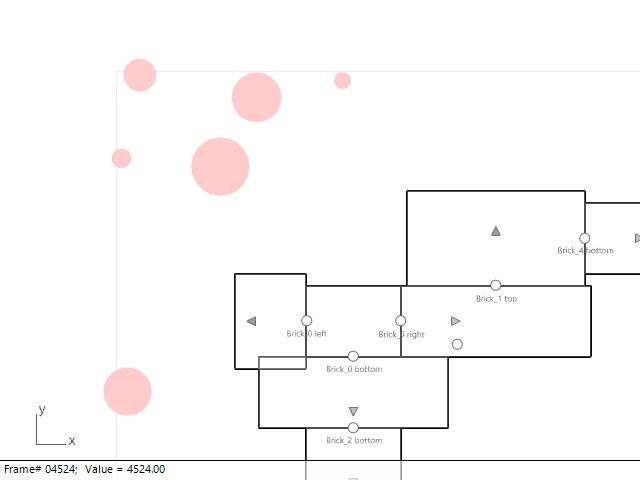 Brick_4 bottom
Brick_1 top
Brick_0 left
Brick_0 right
Brick_0 bottom
Brick_2 bottom
y
x
Frame# 04524; Value = 4524.00